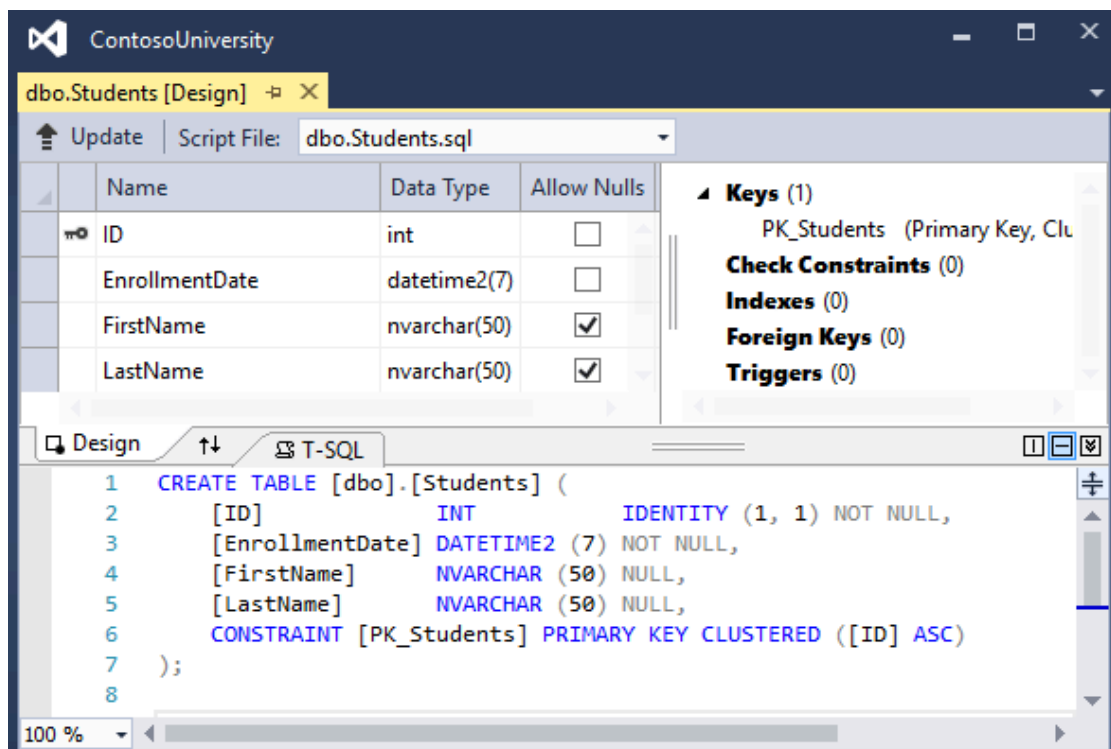 ContosoUniversity
dbo.Students [Design]
Update Script File: dbo.Students.sql
Name Data Type Allow Nulls
ID int
EnrollmentDate datetime2(7)
FirstName nvarchar(50)
LastName nvarchar(50)
Keys (1)
PK_Students (Primary Key, Clu
Check Constraints (0)
Indexes (0)
Foreign Keys (0)
Triggers (0)
Design T-SQL
1 CREATE TABLE [dbo].[Students] (
2 [ID] INT IDENTITY (1, 1) NOT NULL,
3 [EnrollmentDate] DATETIME2 (7) NOT NULL,
4 [FirstName] NVARCHAR (50) NULL,
5 [LastName] NVARCHAR (50) NULL,
6 CONSTRAINT [PK_Students] PRIMARY KEY CLUSTERED ([ID] ASC)
7 );
8
100 %